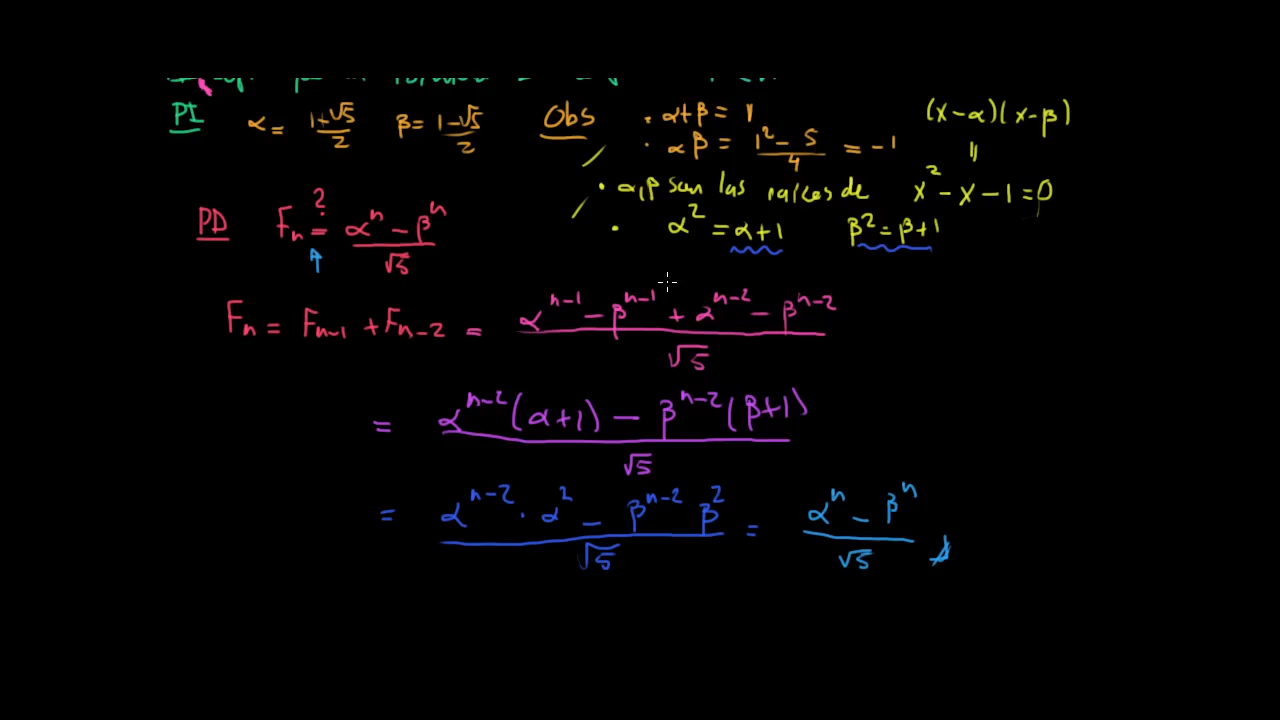 PI α = (1+√5)/2 β = (1-√5)/2 Obs · α+β = 1 (x-α)(x-β)
· αβ = (1² - 5)/4 = -1 =
· α,β son las raíces de x² - x - 1 = 0
· α² = α+1 β² = β+1
PD Fₙ =? (αⁿ - βⁿ)/√5
Fₙ = Fₙ₋₁ + Fₙ₋₂ = (αⁿ⁻¹ - βⁿ⁻¹ + αⁿ⁻² - βⁿ⁻²)/√5
= (αⁿ⁻²(α+1) - βⁿ⁻²(β+1))/√5
= (αⁿ⁻² · α² - βⁿ⁻² β²)/√5 = (αⁿ - βⁿ)/√5